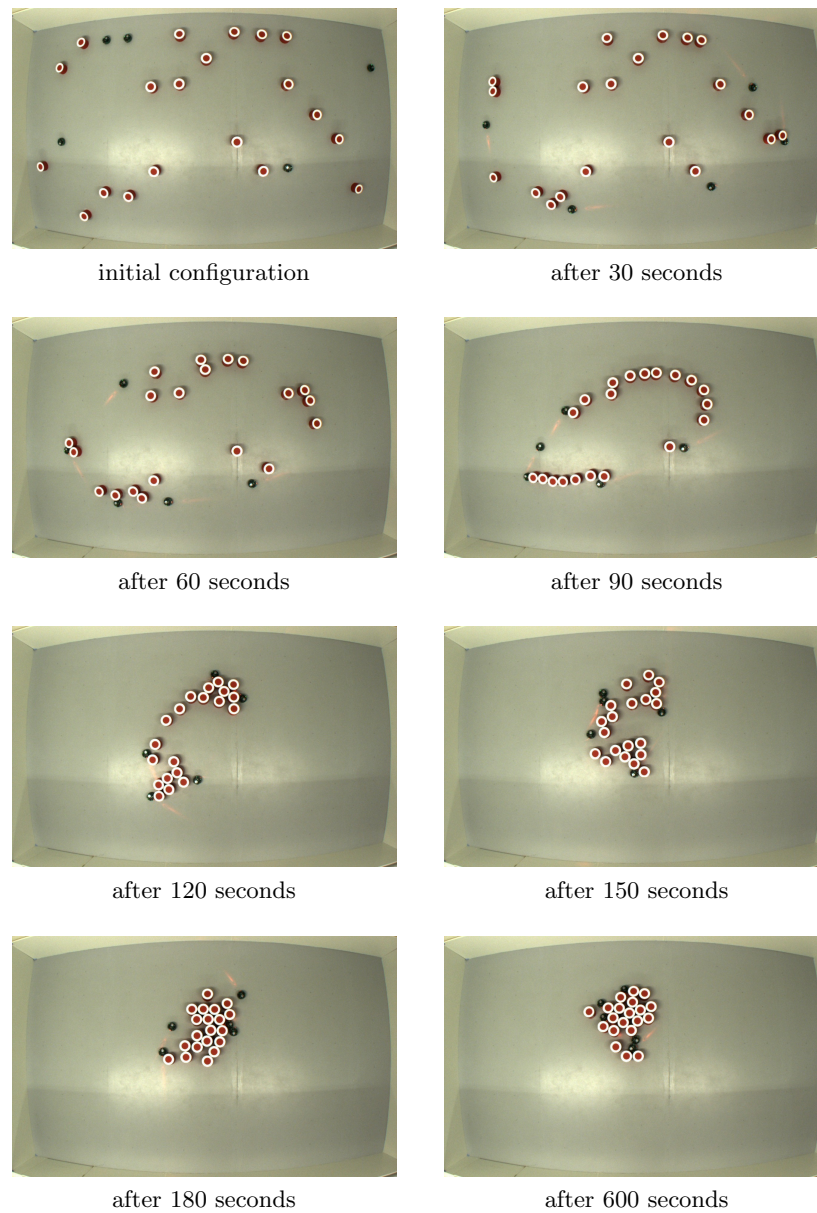 initial configuration
after 30 seconds
after 60 seconds
after 90 seconds
after 120 seconds
after 150 seconds
after 180 seconds
after 600 seconds